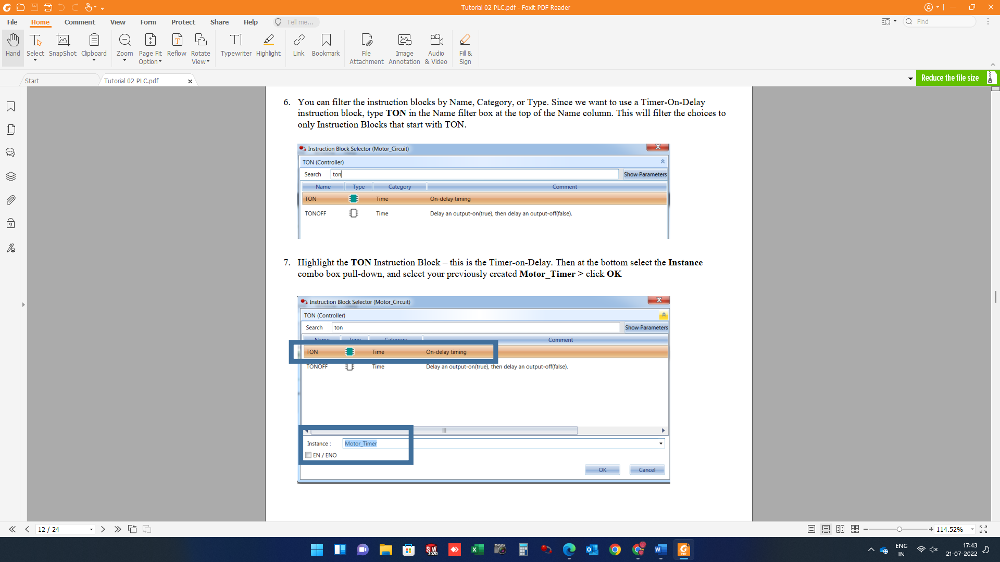 Tutorial 02 PLC.pdf - Foxit PDF Reader
File Home Comment View Form Protect Share Help Tell me... Find
Hand Select SnapShot Clipboard Zoom Page Fit Option Reflow Rotate View Typewriter Highlight Link Bookmark File Attachment Image Annotation Audio & Video Fill & Sign
Start Tutorial 02 PLC.pdf Reduce the file size
6. You can filter the instruction blocks by Name, Category, or Type. Since we want to use a Timer-On-Delay
instruction block, type TON in the Name filter box at the top of the Name column. This will filter the choices to
only Instruction Blocks that start with TON.
Instruction Block Selector (Motor_Circuit)
TON (Controller)
Search ton Show Parameters
Name Type Category Comment
TON Time On-delay timing
TONOFF Time Delay an output-on(true), then delay an output-off(false).
7. Highlight the TON Instruction Block – this is the Timer-on-Delay. Then at the bottom select the Instance
combo box pull-down, and select your previously created Motor_Timer > click OK
Instruction Block Selector (Motor_Circuit)
TON (Controller)
Search ton Show Parameters
Name Type Category Comment
TON Time On-delay timing
TONOFF Time Delay an output-on(true), then delay an output-off(false).
Instance : Motor_Timer
EN / ENO
OK Cancel
12 / 24 114.52%
SW 2020
ENG
IN
17:43
21-07-2022